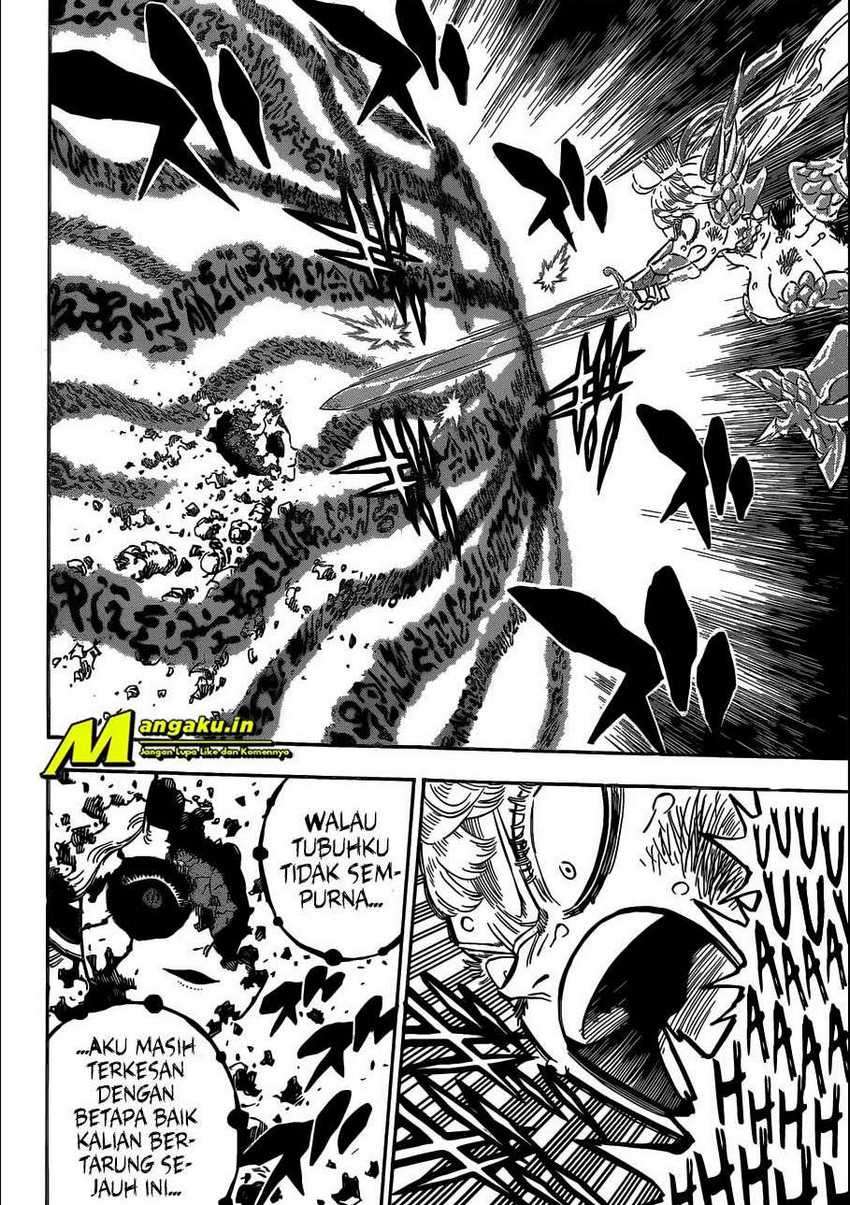 Mangaku.in
Jangan Lupa Like dan Komennya
WALAU
TUBUHKU
TIDAK SEM-
PURNA...
...AKU MASIH
TERKESAN
DENGAN
BETAPA BAIK
KALIAN BER-
TARUNG SE-
JAUH INI...
UUUU
UUUU
AAAA
AAAA
HHHH
HHHH